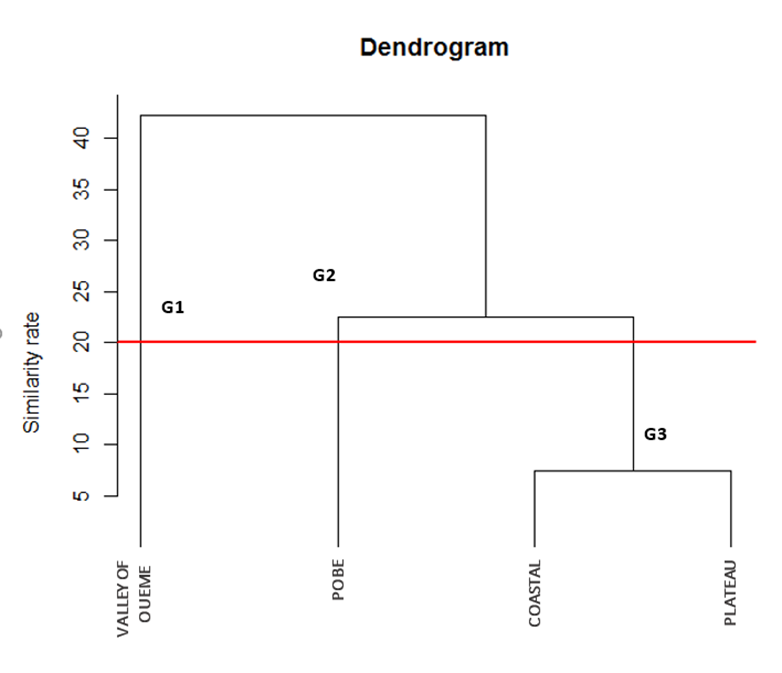 Dendrogram
Similarity rate
40
35
30
25
20
15
10
5
G2
G1
G3
VALLEY OF
OUEME
POBE
COASTAL
PLATEAU